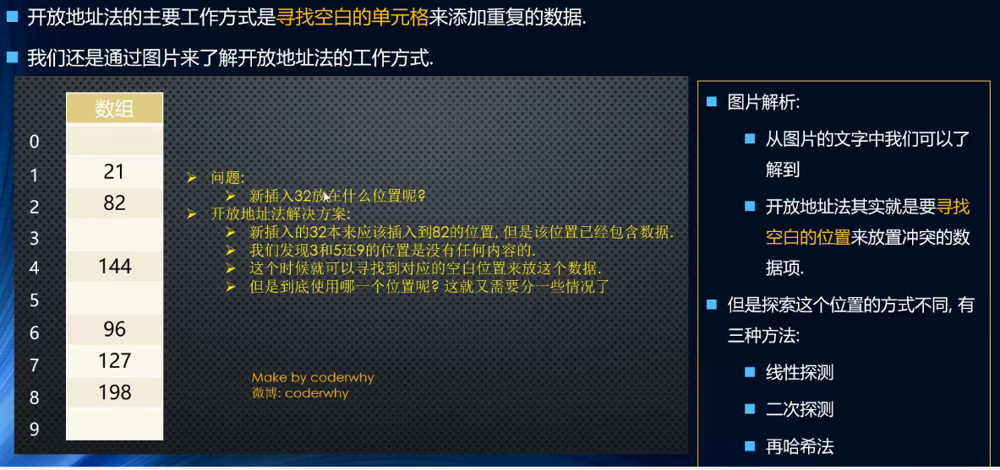 开放地址法的主要工作方式是寻找空白的单元格来添加重复的数据.
我们还是通过图片来了解开放地址法的工作方式.
数组
0
1 21
2 82
3
4 144
5
6 96
7 127
8 198
9
问题:
新插入32放在什么位置呢?
开放地址法解决方案:
新插入的32本来应该插入到82的位置, 但是该位置已经包含数据.
我们发现3和5还9的位置是没有任何内容的.
这个时候就可以寻找到对应的空白位置来放这个数据.
但是到底使用哪一个位置呢? 这就又需要分一些情况了
Make by coderwhy
微博: coderwhy
图片解析:
从图片的文字中我们可以了
解到
开放地址法其实就是要寻找
空白的位置来放置冲突的数
据项.
但是探索这个位置的方式不同, 有
三种方法:
线性探测
二次探测
再哈希法